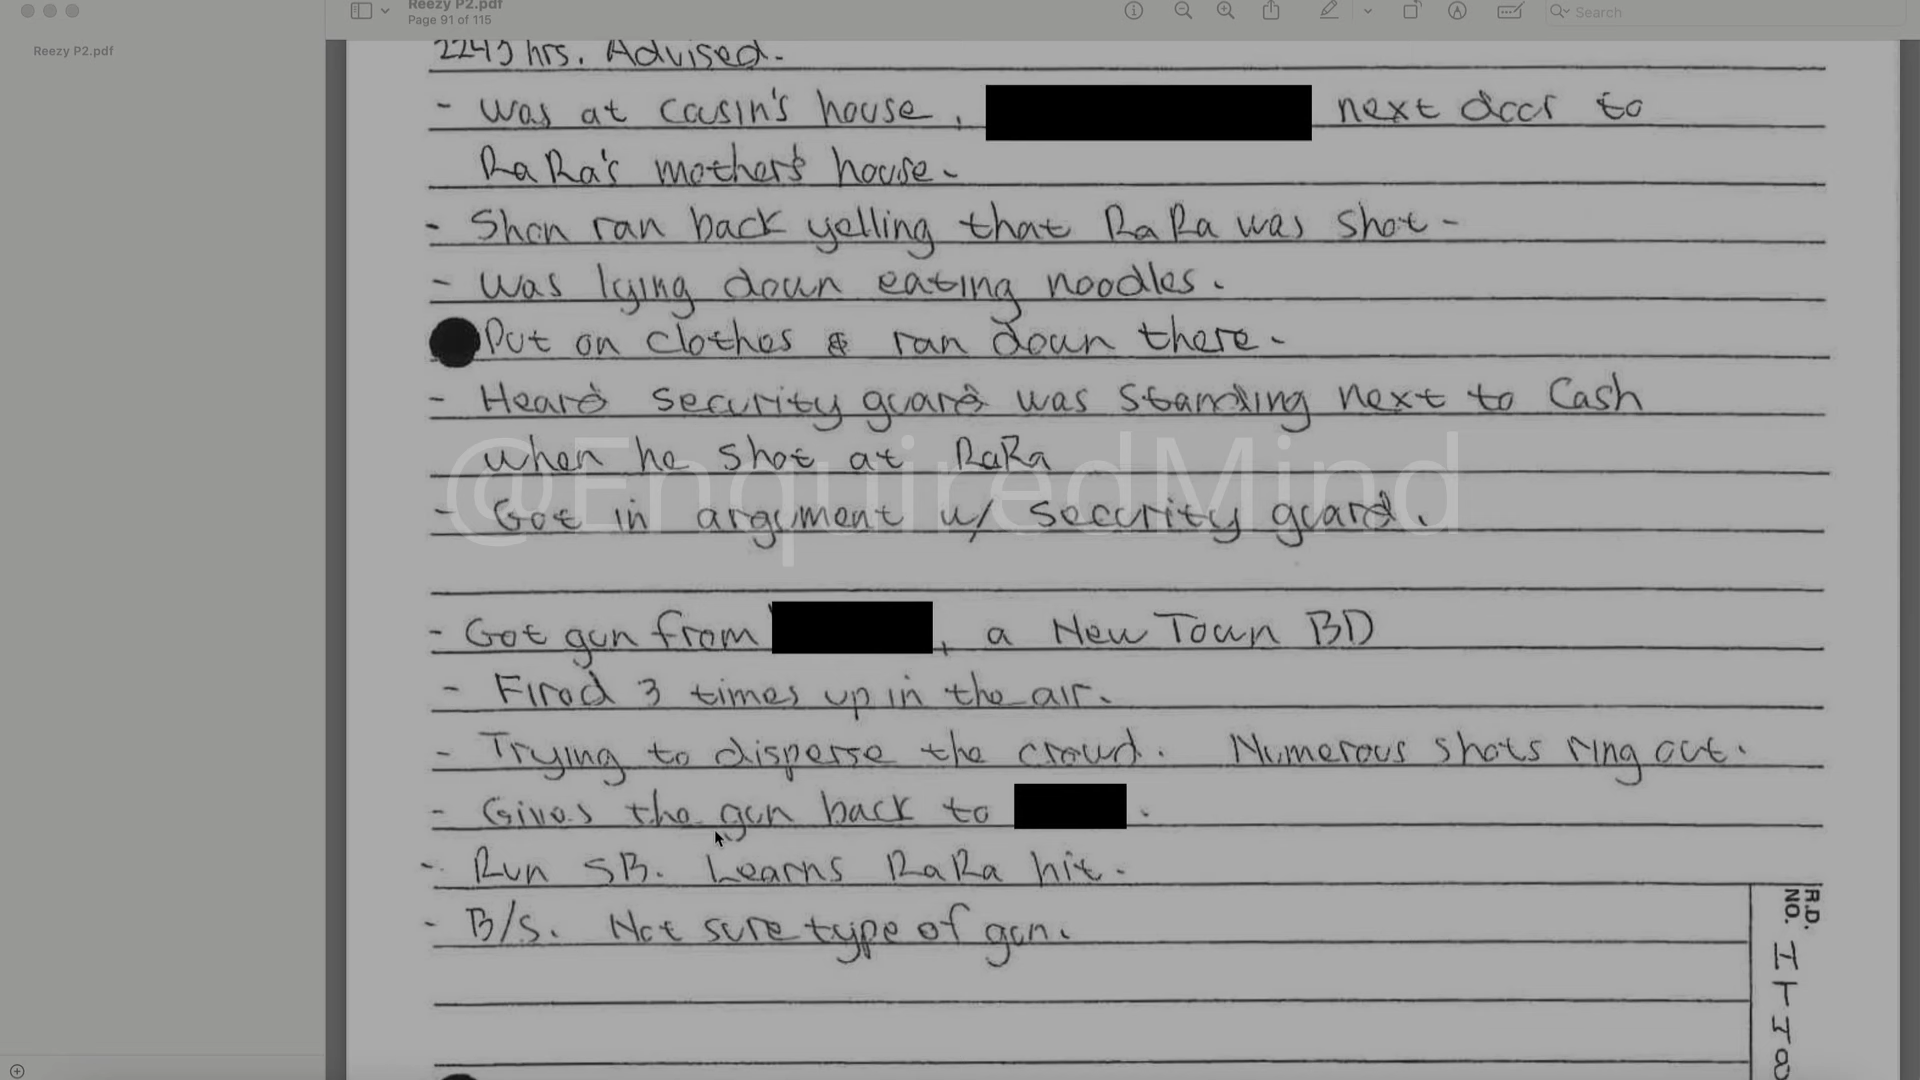 Reezy P2.pdf
Page 91 of 115
Search
Reezy P2.pdf
2245 hrs. Advised.
- Was at cousin's house, next door to
RaRa's mother's house.
- Shon ran back yelling that RaRa was shot -
- Was lying down eating noodles.
Put on clothes & ran down there.
- Heard security guard was standing next to Cash
when he shot at RaRa
@EnquiredMind
- Got in argument w/ security guard.
- Got gun from , a New Town BD
- Fired 3 times up in the air.
- Trying to disperse the crowd. Numerous shots ring out.
- Gives the gun back to .
- Run SB. Learns RaRa hit.
- B/S. Not sure type of gun.
R.D.
NO.